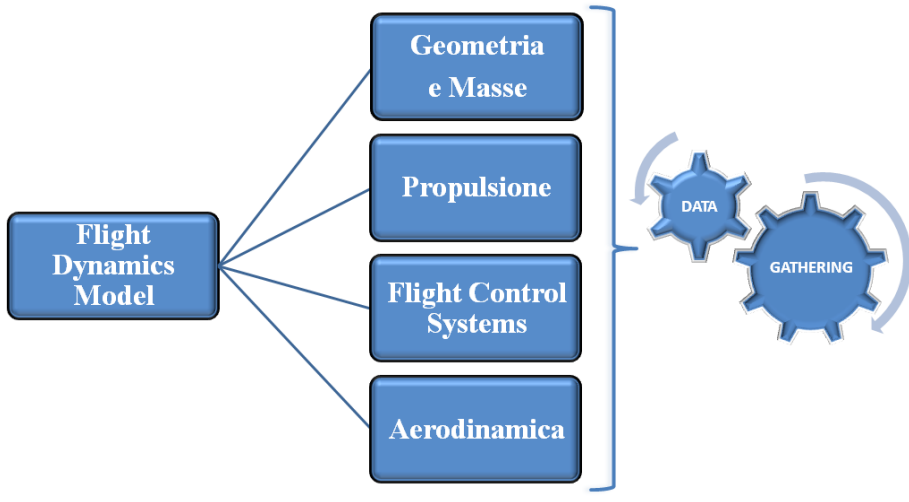 Flight
Dynamics
Model
Geometria
e Masse
Propulsione
Flight Control
Systems
Aerodinamica
DATA
GATHERING